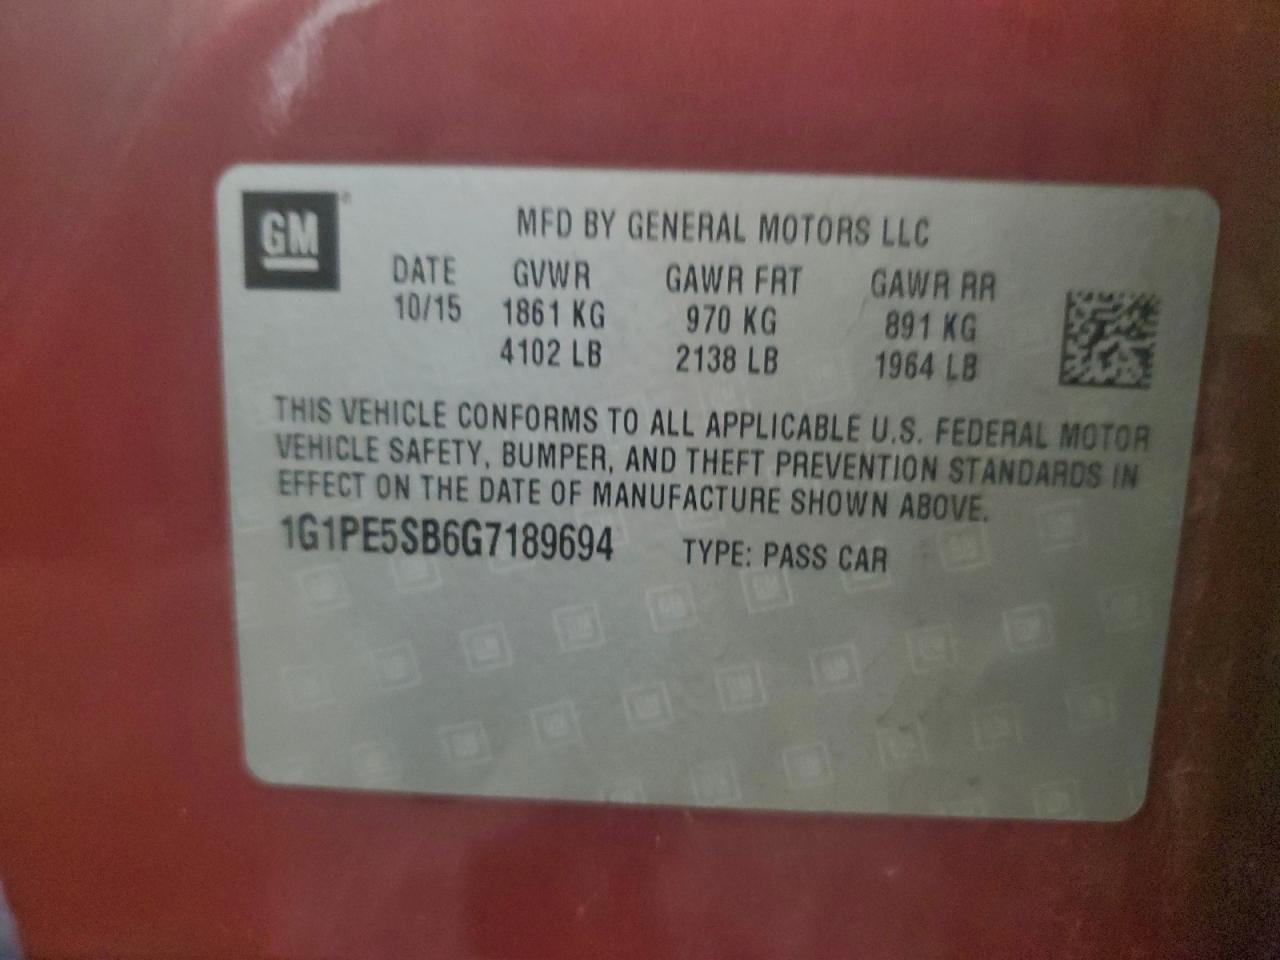 GM®
MFD BY GENERAL MOTORS LLC
DATE GVWR GAWR FRT GAWR RR
10/15 1861 KG 970 KG 891 KG
4102 LB 2138 LB 1964 LB
THIS VEHICLE CONFORMS TO ALL APPLICABLE U.S. FEDERAL MOTOR
VEHICLE SAFETY, BUMPER, AND THEFT PREVENTION STANDARDS IN
EFFECT ON THE DATE OF MANUFACTURE SHOWN ABOVE.
1G1PE5SB6G7189694 TYPE: PASS CAR